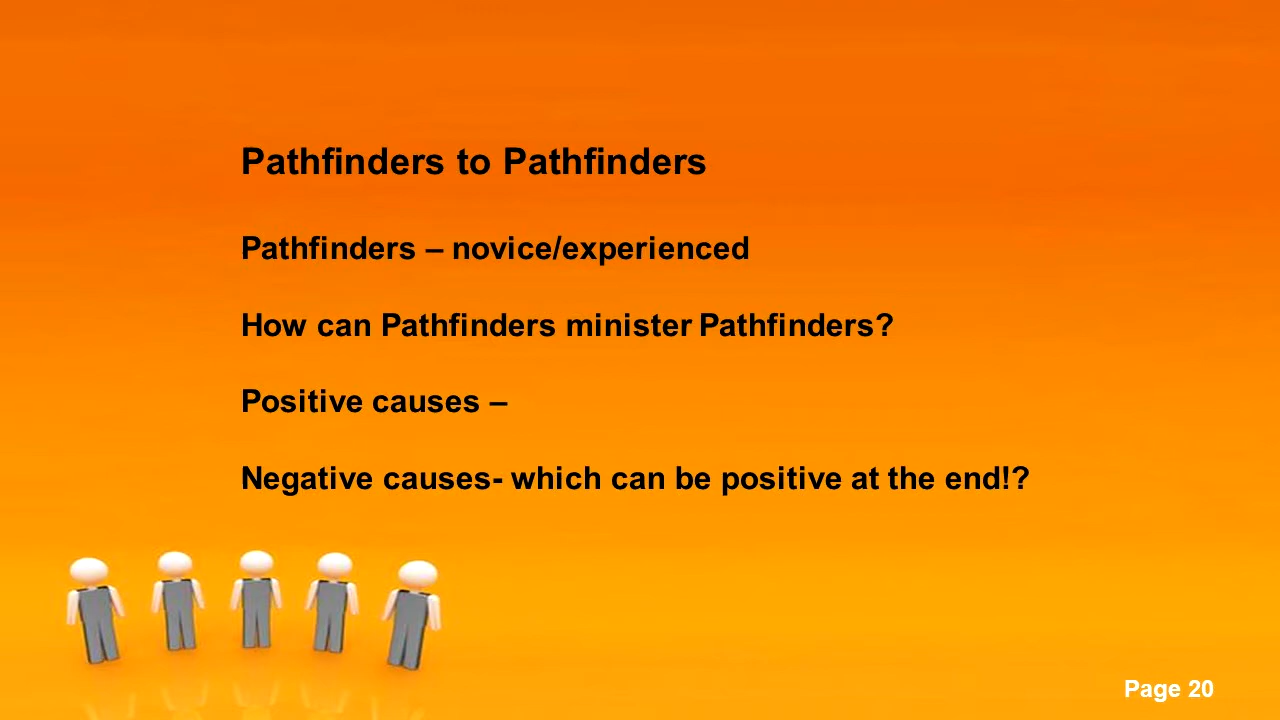 Pathfinders to Pathfinders
Pathfinders – novice/experienced
How can Pathfinders minister Pathfinders?
Positive causes –
Negative causes- which can be positive at the end!?
Page 20